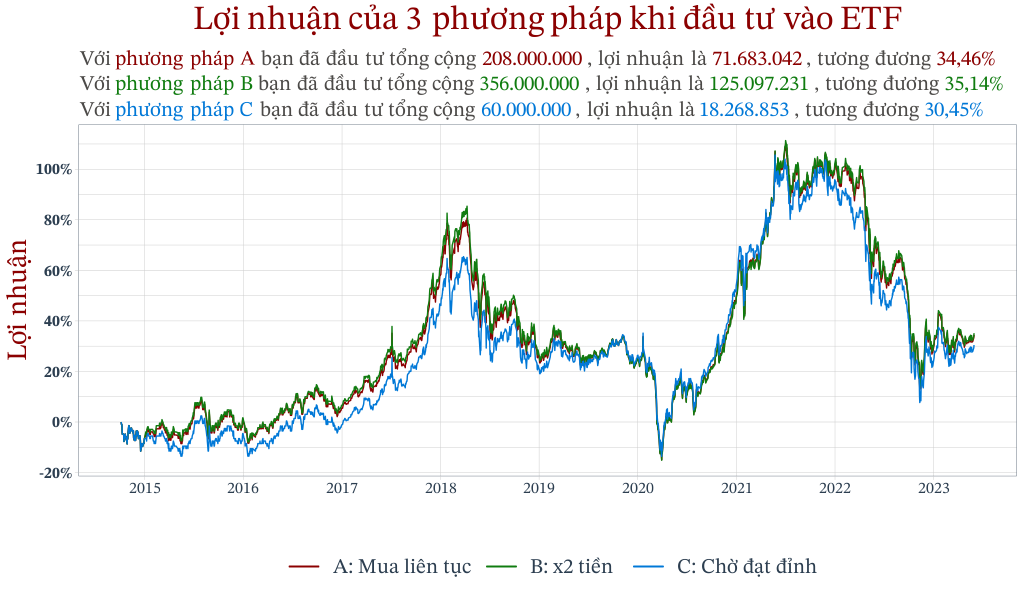 Lợi nhuận của 3 phương pháp khi đầu tư vào ETF
Với phương pháp A bạn đã đầu tư tổng cộng 208.000.000 , lợi nhuận là 71.683.042 , tương đương 34,46%
Với phương pháp B bạn đã đầu tư tổng cộng 356.000.000 , lợi nhuận là 125.097.231 , tương đương 35,14%
Với phương pháp C bạn đã đầu tư tổng cộng 60.000.000 , lợi nhuận là 18.268.853 , tương đương 30,45%
Lợi nhuận
100%
80%
60%
40%
20%
0%
-20%
2015 2016 2017 2018 2019 2020 2021 2022 2023
A: Mua liên tục B: x2 tiền C: Chờ đạt đỉnh